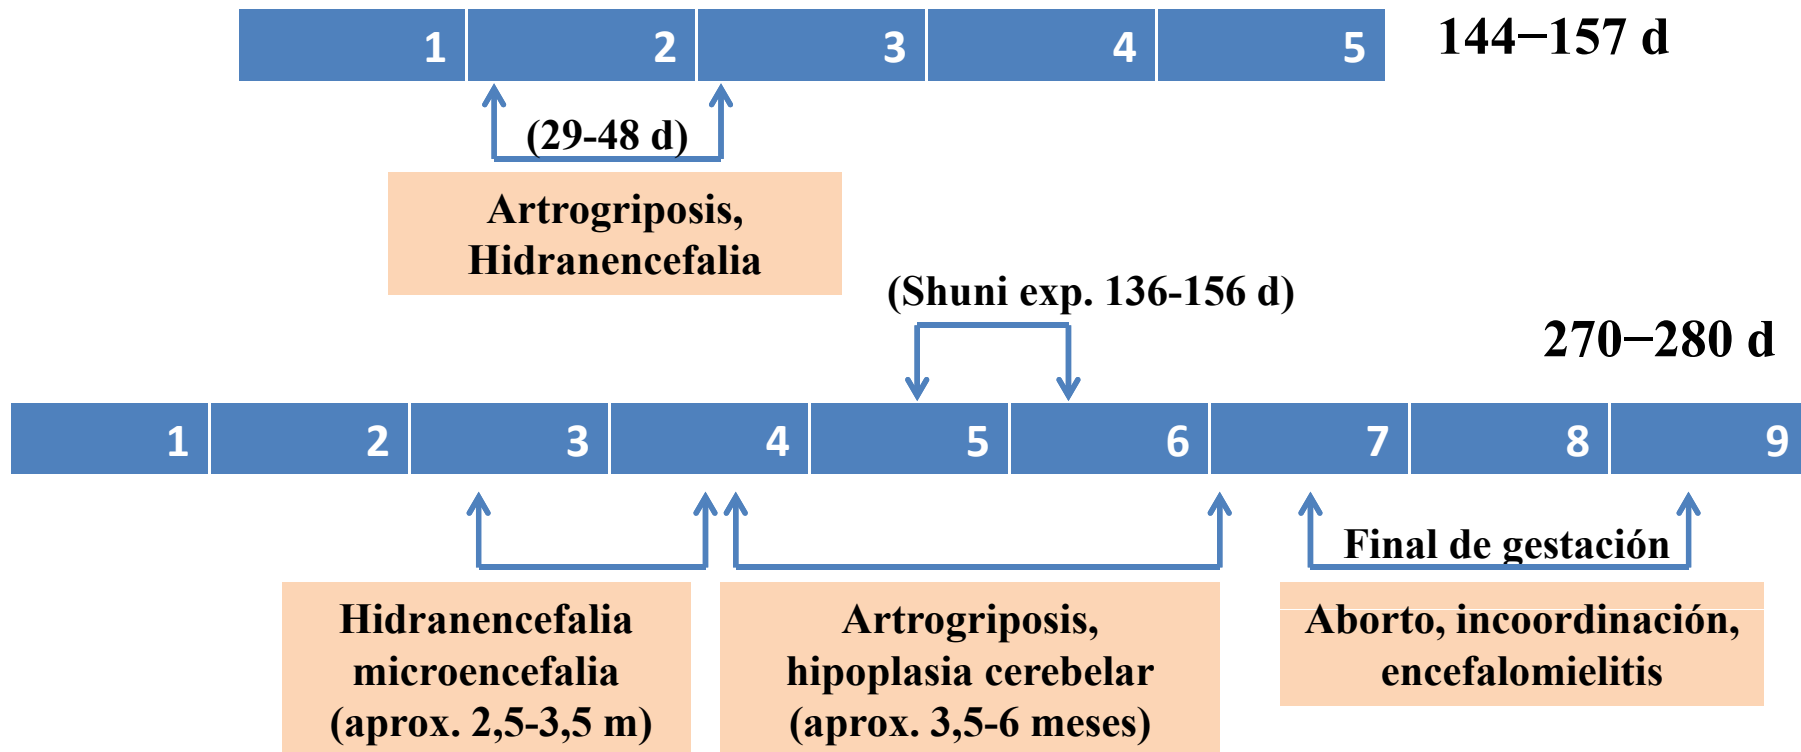 1 2 3 4 5
144–157 d
(29-48 d)
Artrogriposis,
Hidranencefalia
(Shuni exp. 136-156 d)
270–280 d
1 2 3 4 5 6 7 8 9
Hidranencefalia
microencefalia
(aprox. 2,5-3,5 m)
Artrogriposis,
hipoplasia cerebelar
(aprox. 3,5-6 meses)
Final de gestación
Aborto, incoordinación,
encefalomielitis